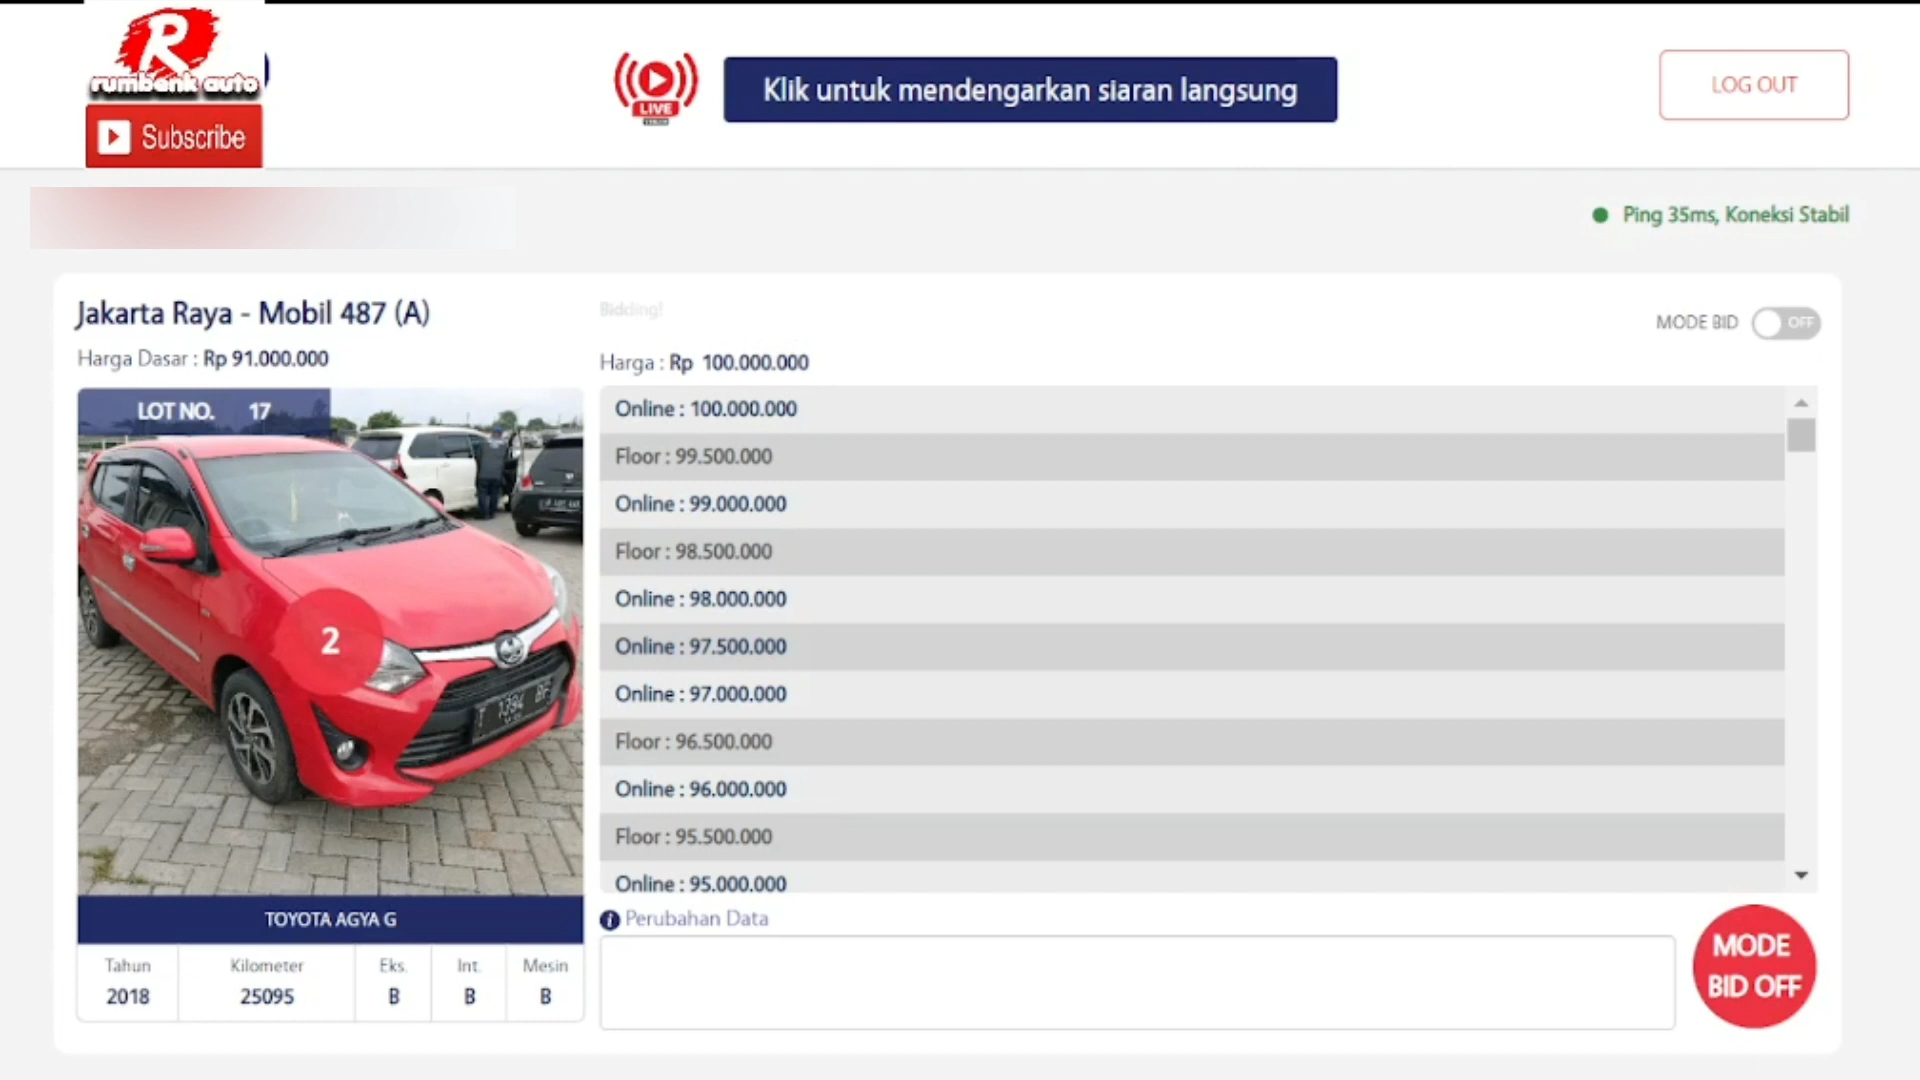 R
rumbank auto
Subscribe
LIVE
Klik untuk mendengarkan siaran langsung
LOG OUT
Ping 35ms, Koneksi Stabil
Jakarta Raya - Mobil 487 (A)
Harga Dasar : Rp 91.000.000
LOT NO. 17
2
TOYOTA AGYA G
Tahun Kilometer Eks. Int. Mesin
2018 25095 B B B
Bidding!
MODE BID OFF
Harga : Rp 100.000.000
Online : 100.000.000
Floor : 99.500.000
Online : 99.000.000
Floor : 98.500.000
Online : 98.000.000
Online : 97.500.000
Online : 97.000.000
Floor : 96.500.000
Online : 96.000.000
Floor : 95.500.000
Online : 95.000.000
Perubahan Data
MODE
BID OFF